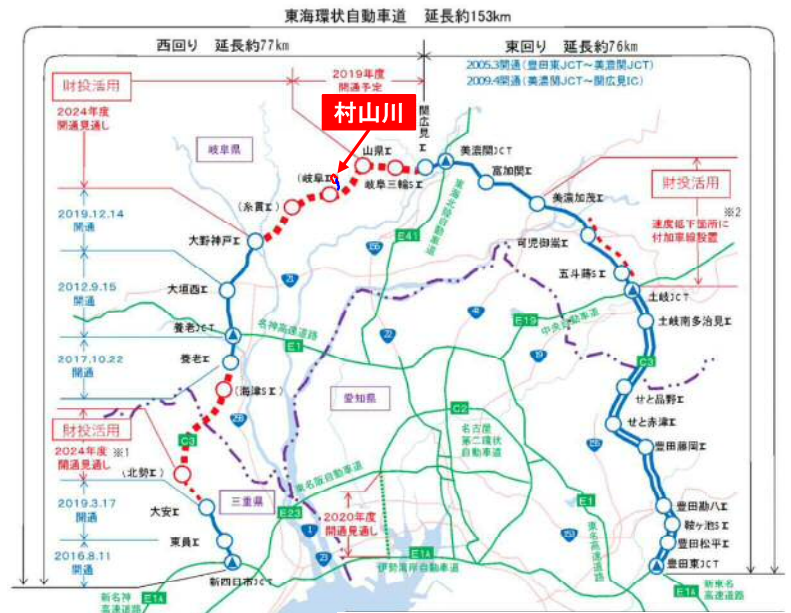 東海環状自動車道　延長約153km
西回り　延長約77km
東回り　延長約76km
2005.3開通(豊田東JCT～美濃関JCT)
2009.4開通(美濃関JCT～関広見IC)
財投活用
2019年度
開通予定
村山川
関広見
IC
2024年度
開通見通し
岐阜県
山県IC
美濃関JCT
(岐阜IC)
岐阜三輪SIC
富加関IC
東海北陸自動車道
(糸貫IC)
美濃加茂IC
財投活用
※2
速度低下箇所に
付加車線設置
2019.12.14
開通
大野神戸IC
E41
156
可児御嵩IC
21
五斗蒔SIC
2012.9.15
開通
大垣西IC
41
土岐JCT
E19
中央自動車道
土岐南多治見IC
養老JCT
名神高速道路
E1
22
19
C3
2017.10.22
開通
養老IC
(海津SIC)
愛知県
せと品野IC
C2
名古屋
第二環状
自動車道
せと赤津IC
258
財投活用
※1
2024年度
開通見通し
C3
155
豊田藤岡IC
(北勢IC)
東名阪自動車道
三重県
2019.3.17
開通
大安IC
E23
2020年度
開通見通し
E1
東名高速道路
豊田勘八IC
鞍ヶ池SIC
1
153
2016.8.11
開通
東員IC
23
豊田松平IC
豊田東JCT
新四日市JCT
E1A
伊勢湾岸自動車道
E1A
新名神
高速道路
E1A
新東名
高速道路